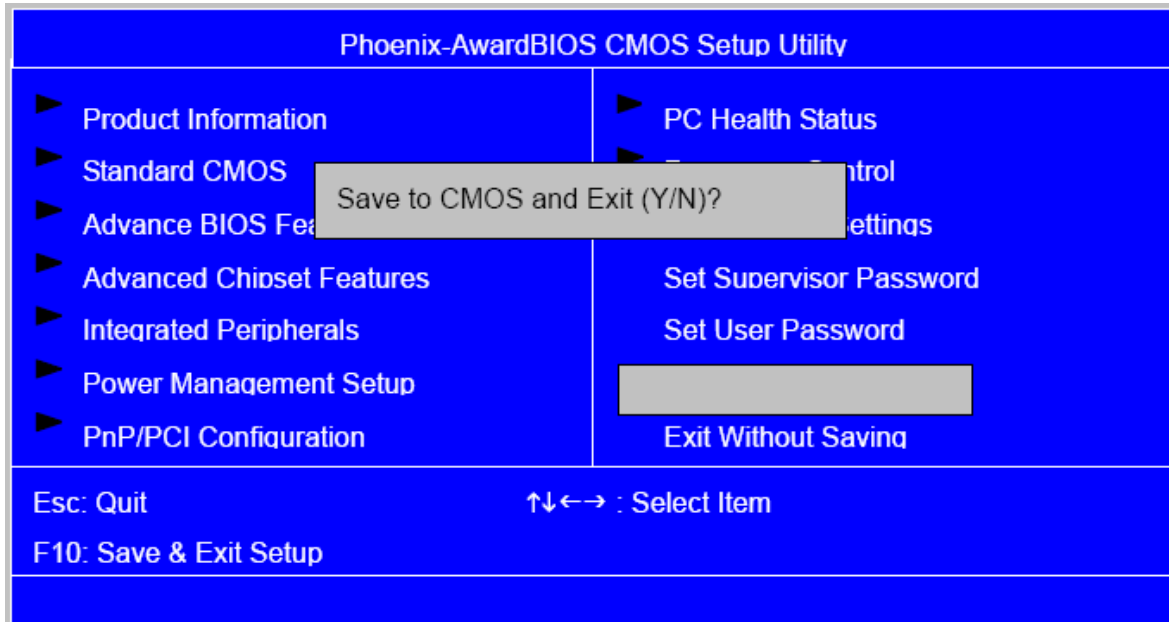 Phoenix-AwardBIOS CMOS Setup Utility
Product Information
Standard CMOS
Advance BIOS Fea
Advanced Chipset Features
Integrated Peripherals
Power Management Setup
PnP/PCI Configuration
PC Health Status
ntrol
ettings
Set Supervisor Password
Set User Password
Exit Without Saving
Save to CMOS and Exit (Y/N)?
Esc: Quit
↑↓←→ : Select Item
F10: Save & Exit Setup